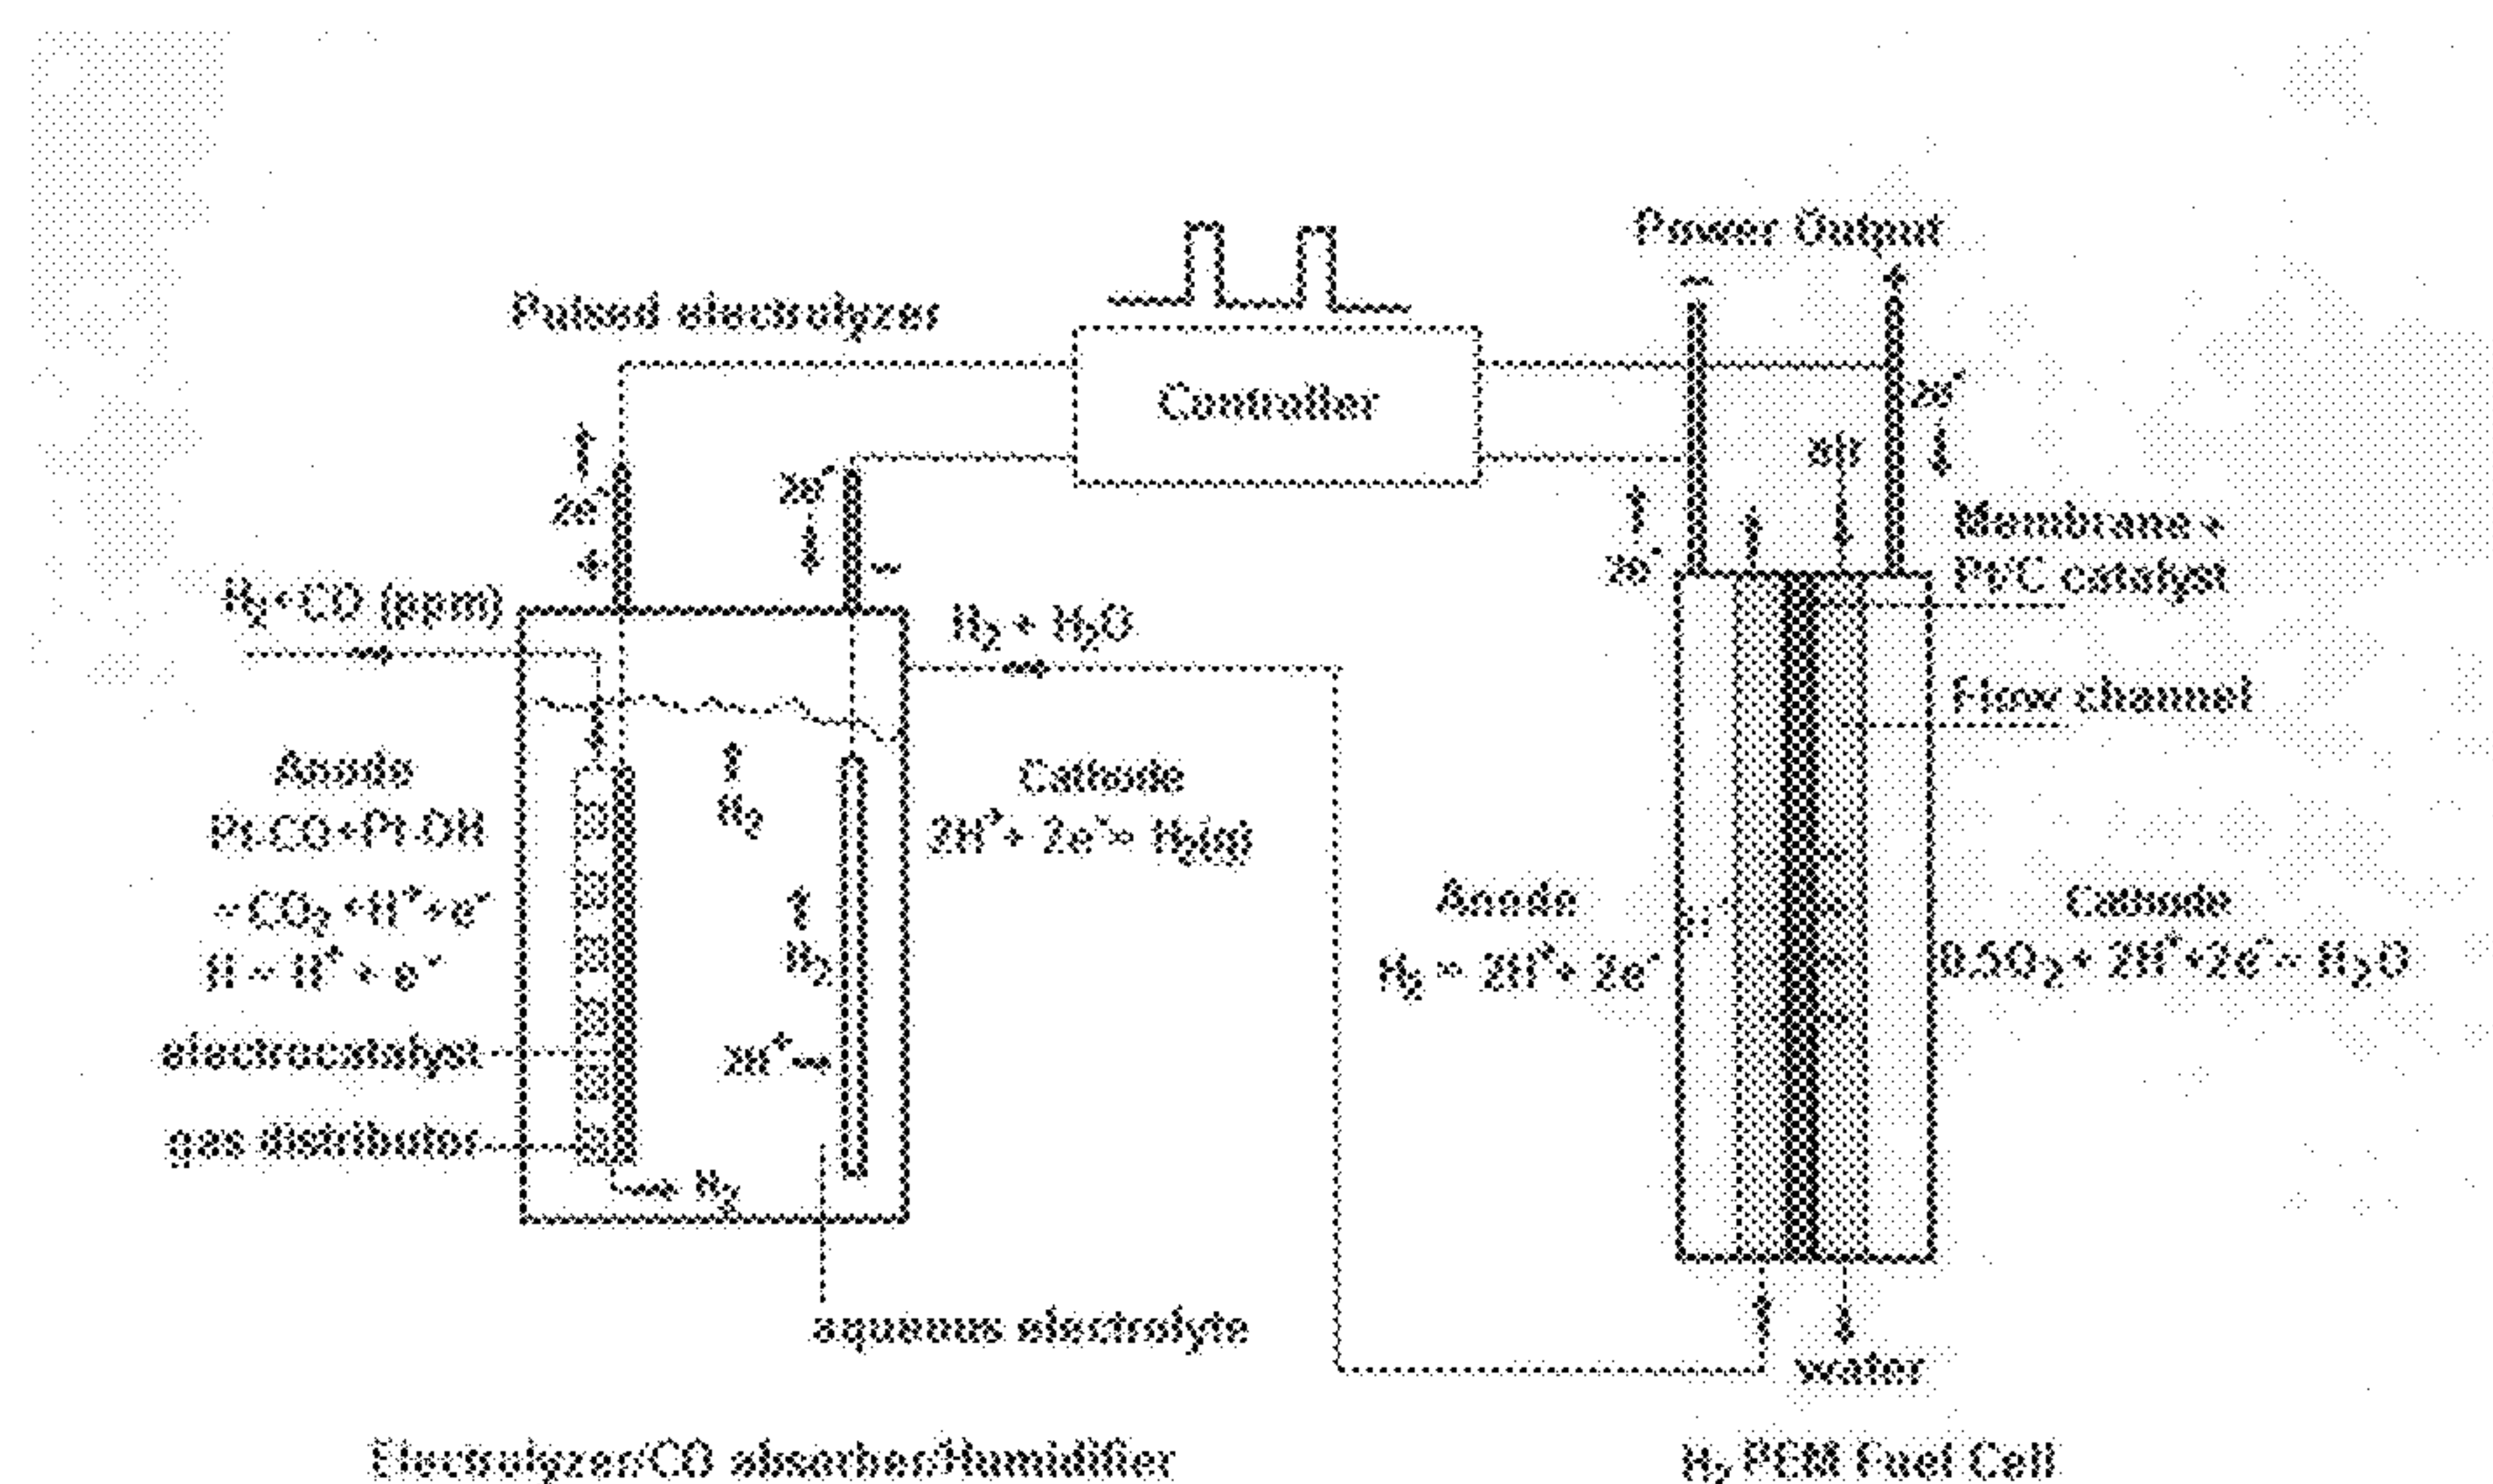 Power Output
- +
Pulsed electrolyzer
Controller
2e⁻
air
2e⁻
2e⁻
+ -
2e⁻
Membrane +
Pt/C catalyst
H₂+CO (ppm)
H₂ + H₂O
Flow channel
Anode
Pt-CO+Pt-OH
H₂
Cathode
2H⁺+ 2e⁻→ H₂(g)
→CO₂ +H⁺+e⁻
H → H⁺ + e⁻
H₂
Anode
H₂ → 2H⁺+ 2e⁻
H⁺
Cathode
0.5O₂+ 2H⁺+2e⁻→ H₂O
electrocatalyst
2H⁺
gas distributor
H₂
aqueous electrolyte
water
Electrolyzer/CO absorber/Humidifier
H₂ PEM Fuel Cell